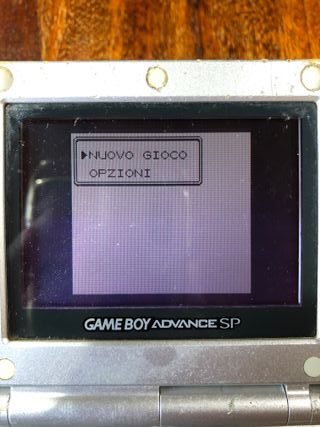 ▶NUOVO GIOCO
OPZIONI
GAME BOY ADVANCE SP